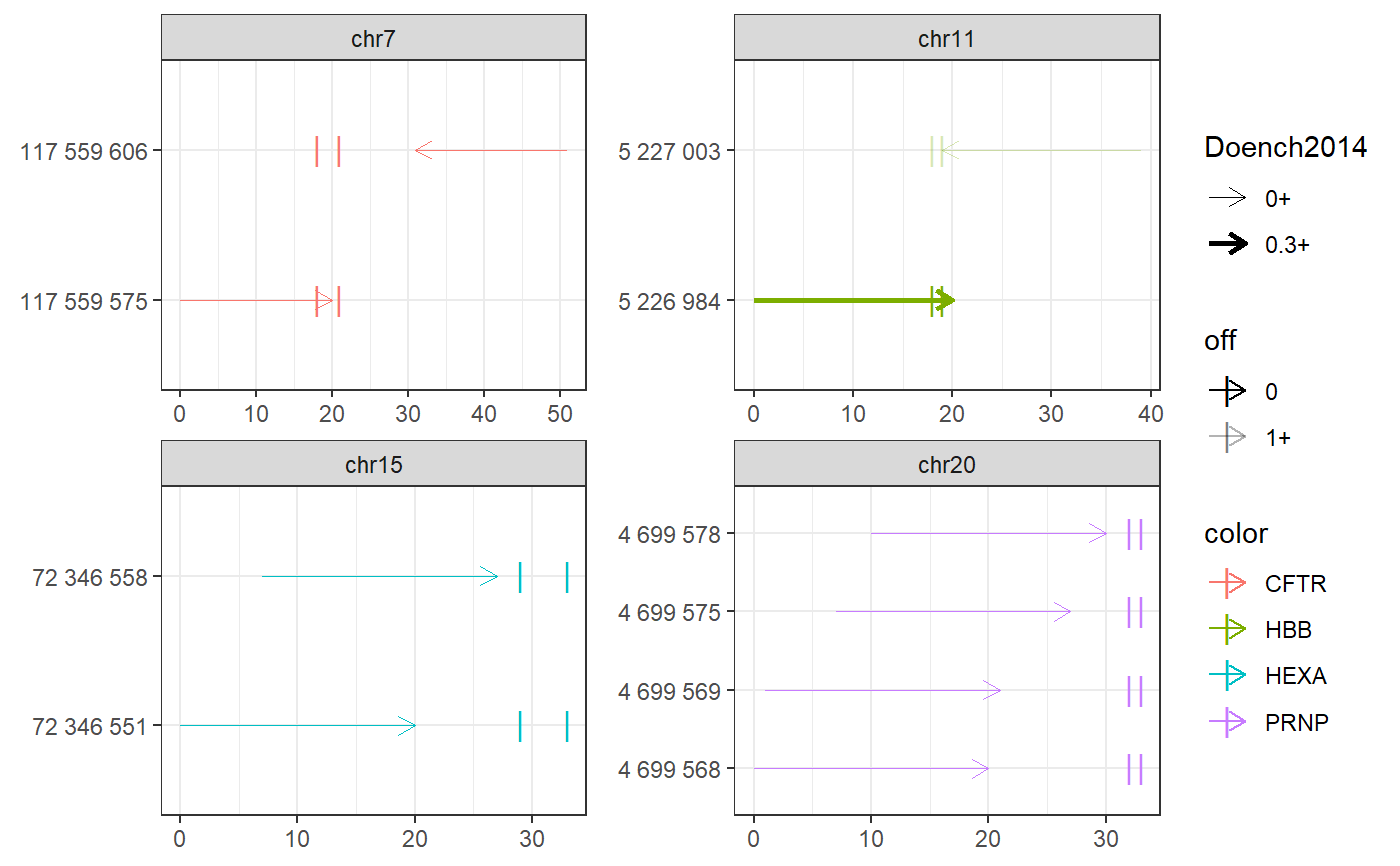 chr7
117 559 606
117 559 575
0 10 20 30 40 50
chr11
5 227 003
5 226 984
0 10 20 30 40
chr15
72 346 558
72 346 551
0 10 20 30
chr20
4 699 578
4 699 575
4 699 569
4 699 568
0 10 20 30
Doench2014
0+
0.3+
off
0
1+
color
CFTR
HBB
HEXA
PRNP